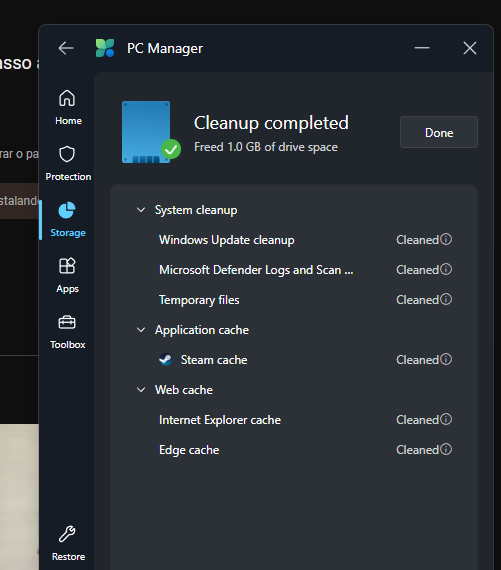 PC Manager
asso a
Home
Protection
Storage
Apps
Toolbox
Restore
rar o pa
stalando
Cleanup completed
Freed 1.0 GB of drive space
Done
System cleanup
Windows Update cleanup Cleaned
Microsoft Defender Logs and Scan ... Cleaned
Temporary files Cleaned
Application cache
Steam cache Cleaned
Web cache
Internet Explorer cache Cleaned
Edge cache Cleaned